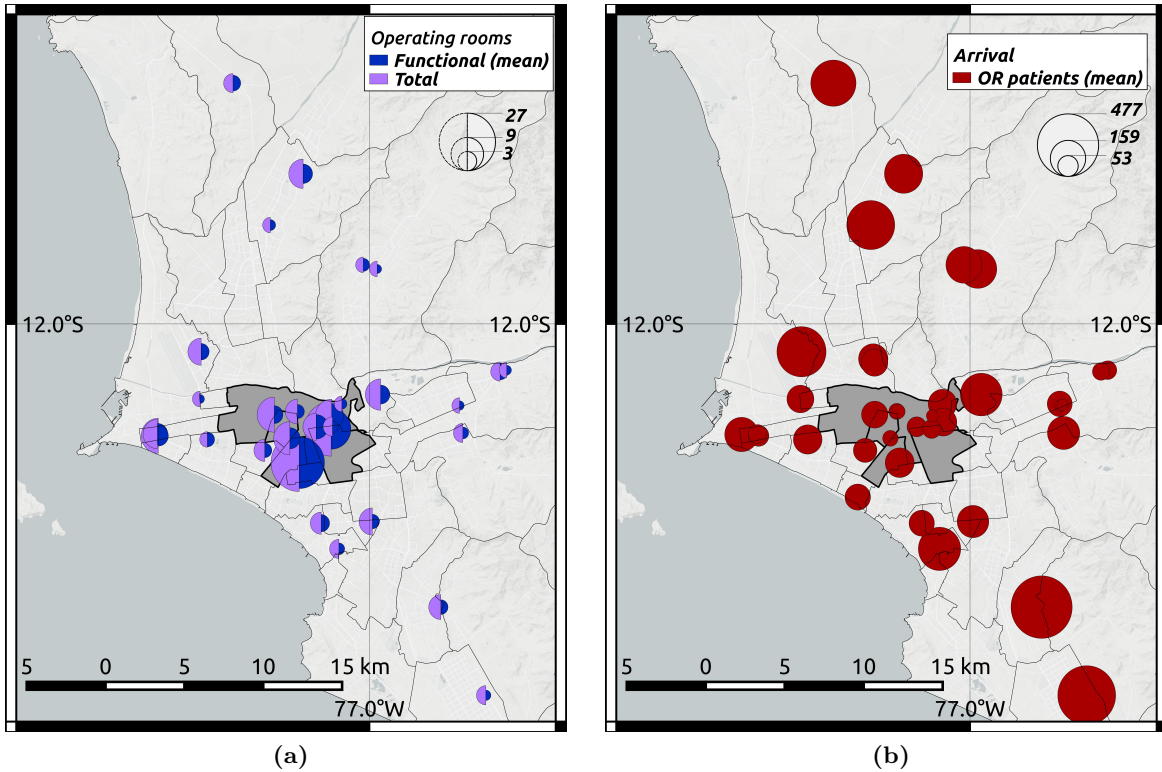 Operating rooms
Functional (mean)
Total
27
9
3
12.0°S
12.0°S
5 0 5 10 15 km
77.0°W
(a)
Arrival
OR patients (mean)
477
159
53
12.0°S
12.0°S
5 0 5 10 15 km
77.0°W
(b)